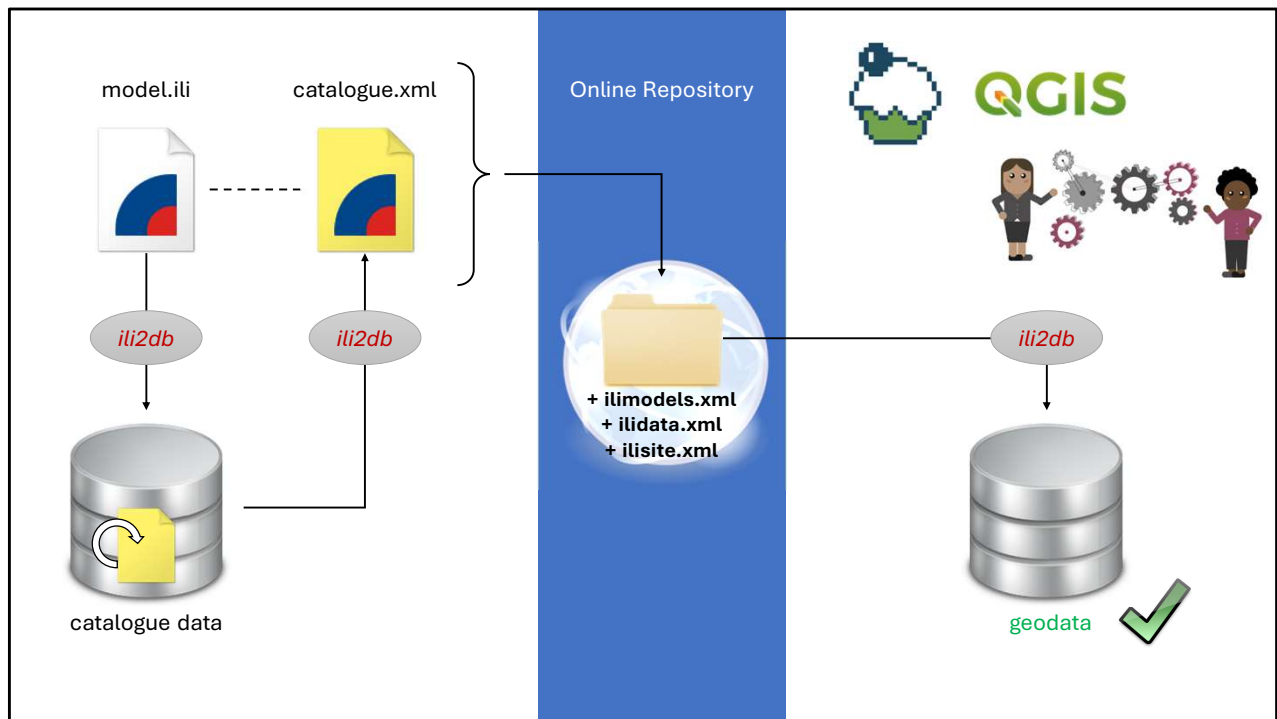 model.ili
catalogue.xml
ili2db
ili2db
catalogue data
Online Repository
+ ilimodels.xml
+ ilidata.xml
+ ilisite.xml
QGIS
ili2db
geodata